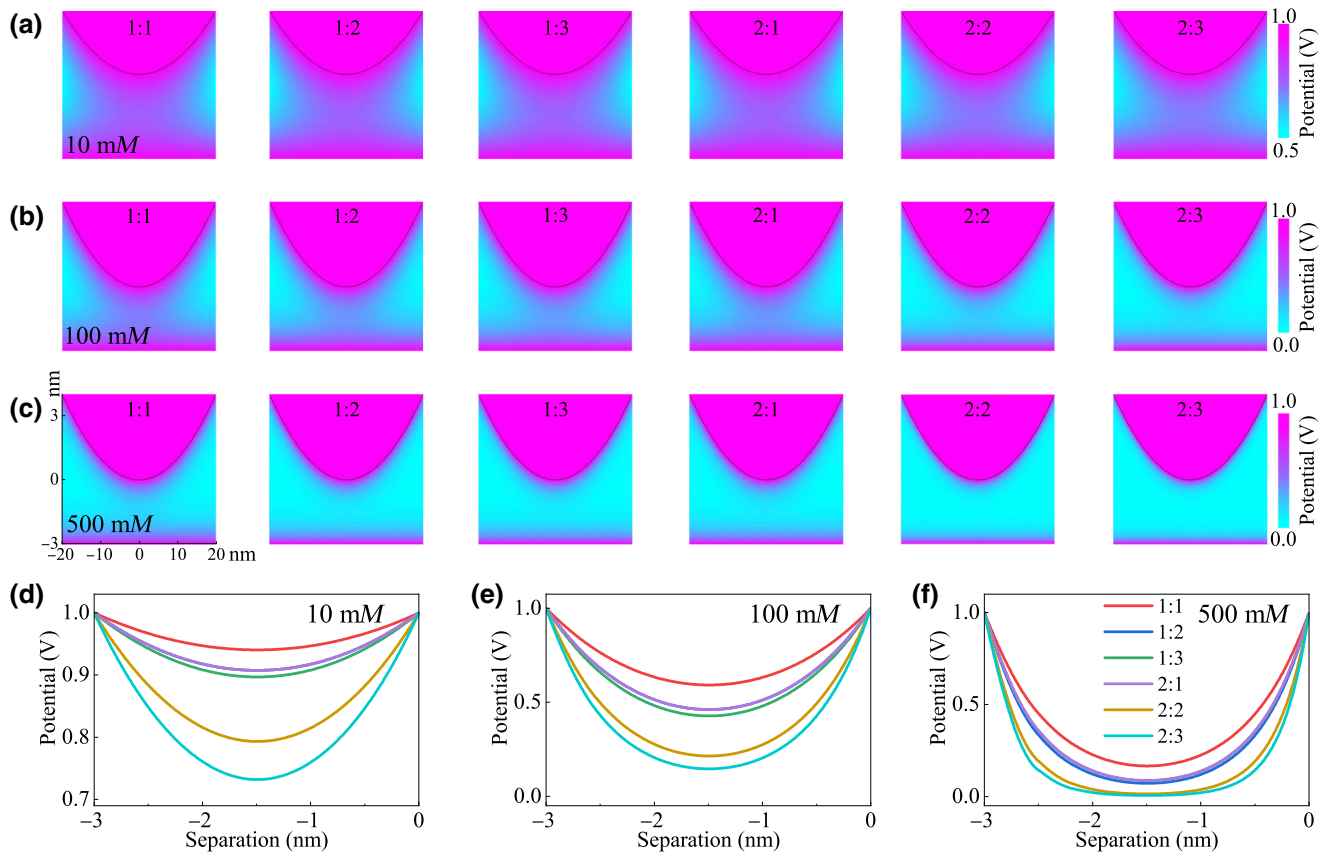 (a)
1:1 1:2 1:3 2:1 2:2 2:3
10 mM
1.0
0.5
Potential (V)
(b)
1:1 1:2 1:3 2:1 2:2 2:3
100 mM
1.0
0.0
Potential (V)
(c)
nm
3
0
−3
1:1 1:2 1:3 2:1 2:2 2:3
500 mM
−20 −10 0 10 20 nm
1.0
0.0
Potential (V)
(d)
10 mM
Potential (V)
1.0
0.9
0.8
0.7
−3 −2 −1 0
Separation (nm)
(e)
100 mM
Potential (V)
1.0
0.5
0.0
−3 −2 −1 0
Separation (nm)
(f)
500 mM
1:1
1:2
1:3
2:1
2:2
2:3
Potential (V)
1.0
0.5
0.0
−3 −2 −1 0
Separation (nm)